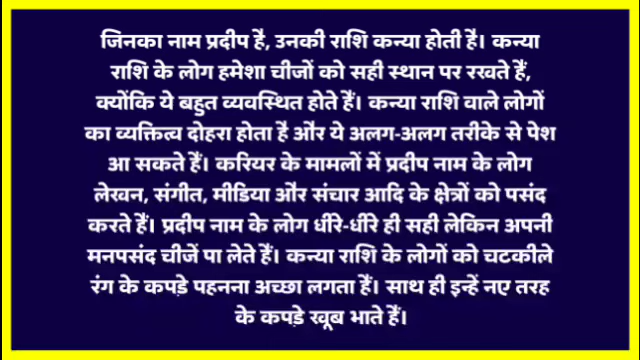 जिनका नाम प्रदीप है, उनकी राशि कन्या होती है। कन्या
राशि के लोग हमेशा चीजों को सही स्थान पर रखते हैं,
क्योंकि ये बहुत व्यवस्थित होते हैं। कन्या राशि वाले लोगों
का व्यक्तित्व दोहरा होता है और ये अलग-अलग तरीके से पेश
आ सकते हैं। करियर के मामलों में प्रदीप नाम के लोग
लेखन, संगीत, मीडिया और संचार आदि के क्षेत्रों को पसंद
करते हैं। प्रदीप नाम के लोग धीरे-धीरे ही सही लेकिन अपनी
मनपसंद चीजें पा लेते हैं। कन्या राशि के लोगों को चटकीले
रंग के कपड़े पहनना अच्छा लगता हैं। साथ ही इन्हें नए तरह
के कपड़े खूब भाते हैं।